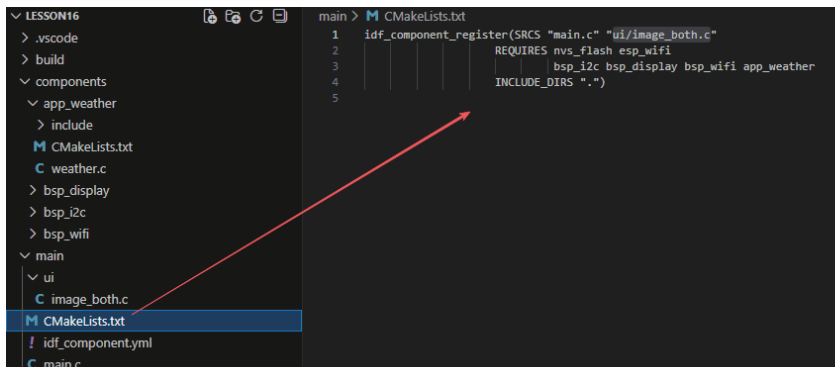 LESSON16
.vscode
build
components
app_weather
include
M CMakeLists.txt
C weather.c
bsp_display
bsp_i2c
bsp_wifi
main
ui
C image_both.c
M CMakeLists.txt
! idf_component.yml
C main.c
main > M CMakeLists.txt
1 idf_component_register(SRCS "main.c" "ui/image_both.c"
2 REQUIRES nvs_flash esp_wifi
3 bsp_i2c bsp_display bsp_wifi app_weather
4 INCLUDE_DIRS ".")
5